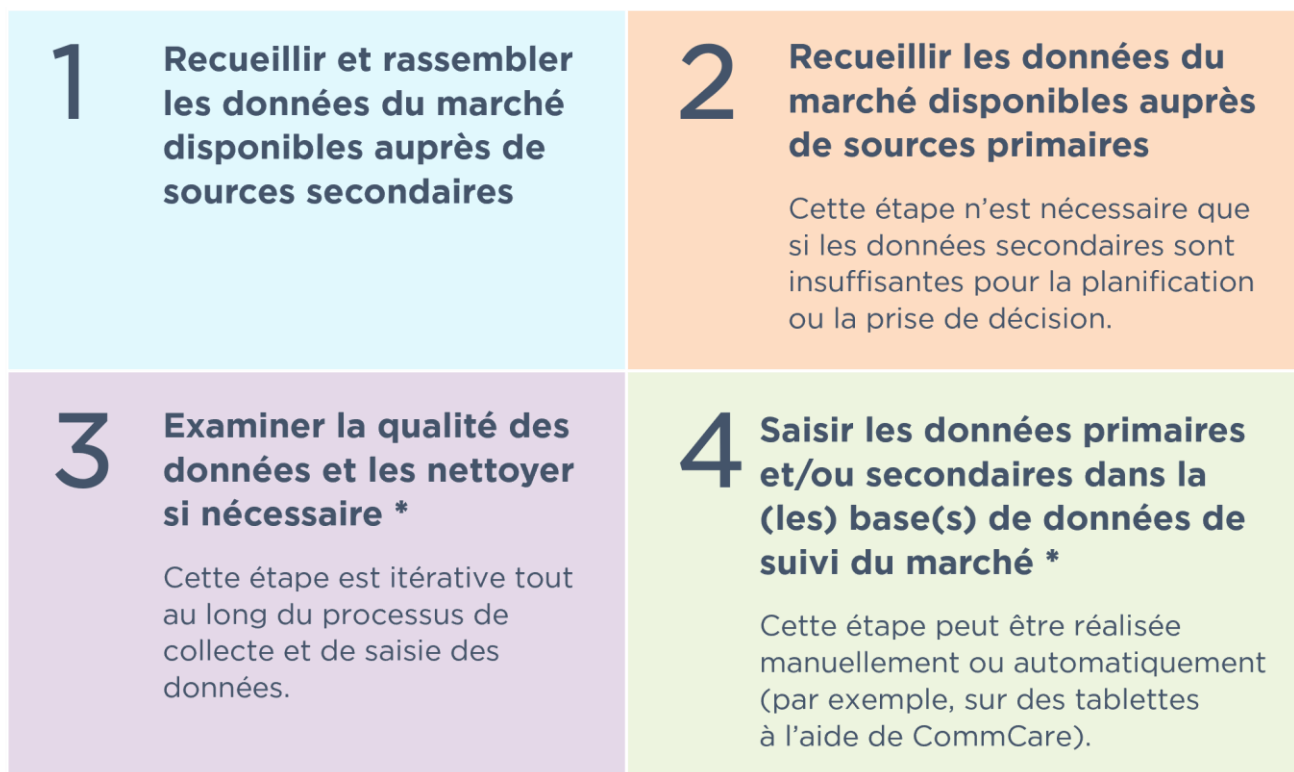 1
Recueillir et rassembler
les données du marché
disponibles auprès de
sources secondaires
2
Recueillir les données du
marché disponibles auprès
de sources primaires
Cette étape n’est nécessaire que
si les données secondaires sont
insuffisantes pour la planification
ou la prise de décision.
3
Examiner la qualité des
données et les nettoyer
si nécessaire *
Cette étape est itérative tout
au long du processus de
collecte et de saisie des
données.
4
Saisir les données primaires
et/ou secondaires dans la
(les) base(s) de données de
suivi du marché *
Cette étape peut être réalisée
manuellement ou automatiquement
(par exemple, sur des tablettes
à l’aide de CommCare).